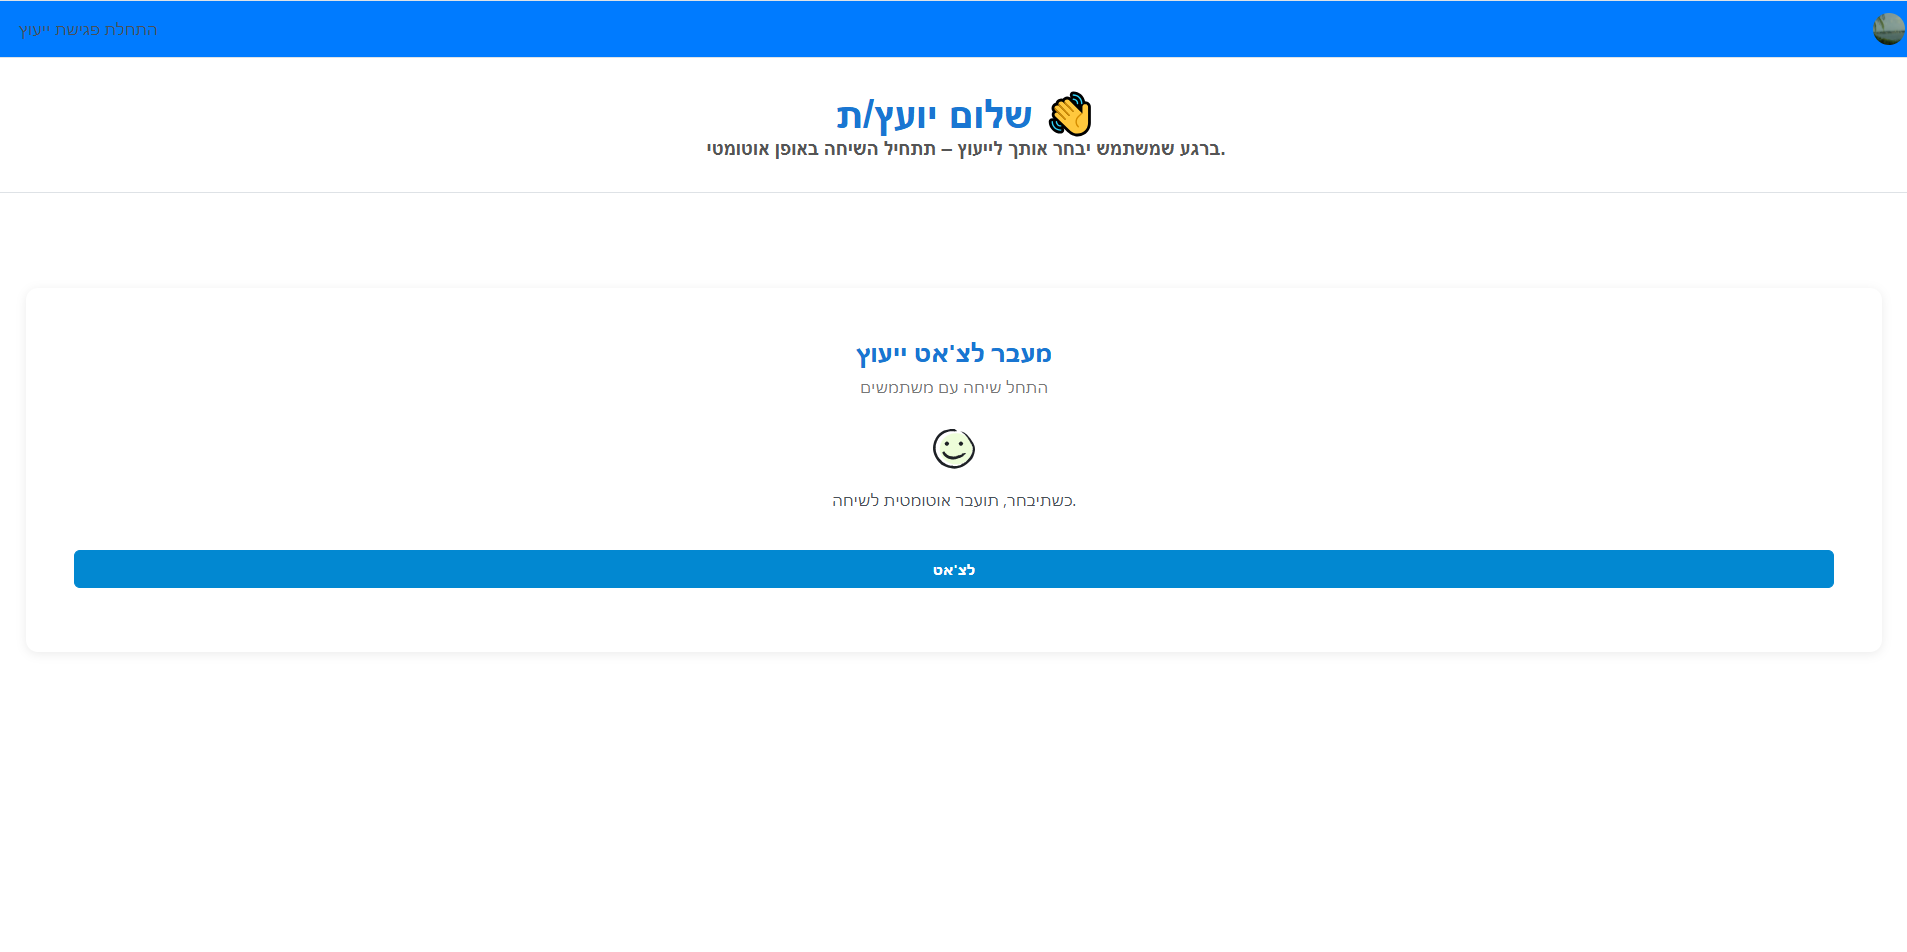 התחלת פגישת ייעוץ
שלום יועץ/ת
ברגע שמשתמש יבחר אותך לייעוץ – תתחיל השיחה באופן אוטומטי.
מעבר לצ'אט ייעוץ
התחל שיחה עם משתמשים
כשתיבחר, תועבר אוטומטית לשיחה.
לצ'אט